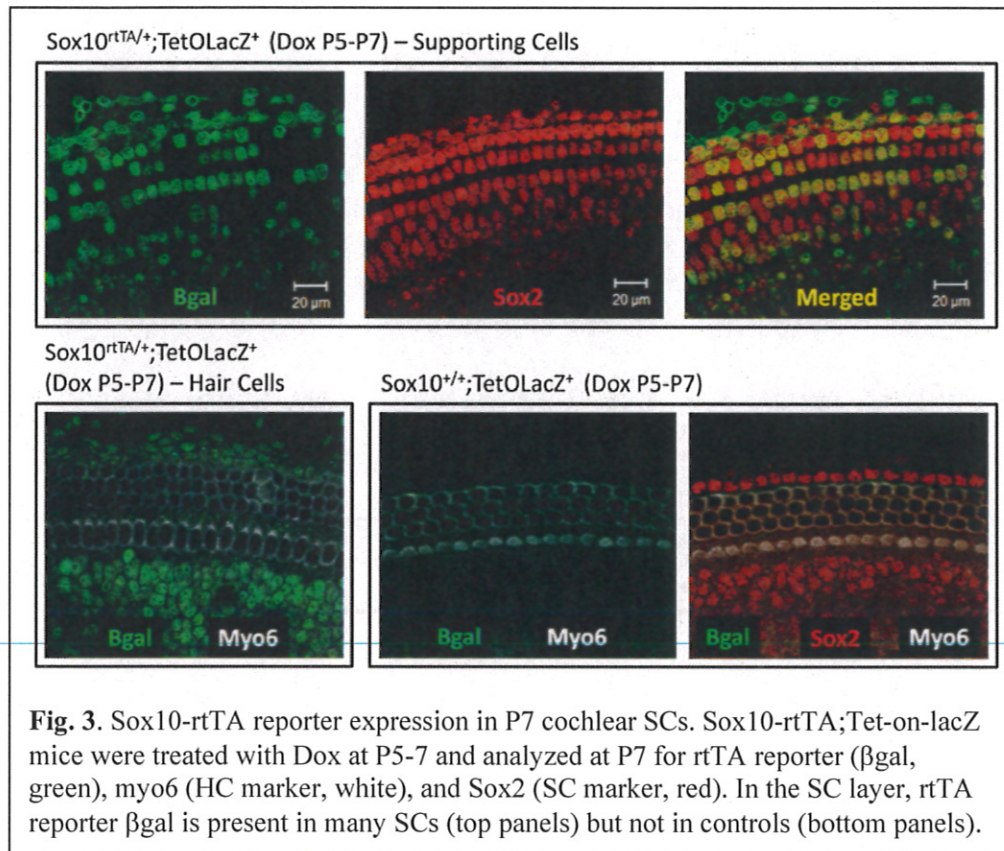 Sox10rtTA/+;TetOLacZ+ (Dox P5-P7) – Supporting Cells
Bgal
20 µm
Sox2
20 µm
Merged
20 µm
Sox10rtTA/+;TetOLacZ+
(Dox P5-P7) – Hair Cells
Sox10+/+;TetOLacZ+ (Dox P5-P7)
Bgal Myo6
Bgal Myo6
Bgal Sox2 Myo6
Fig. 3. Sox10-rtTA reporter expression in P7 cochlear SCs. Sox10-rtTA;Tet-on-lacZ
mice were treated with Dox at P5-7 and analyzed at P7 for rtTA reporter (βgal,
green), myo6 (HC marker, white), and Sox2 (SC marker, red). In the SC layer, rtTA
reporter βgal is present in many SCs (top panels) but not in controls (bottom panels).